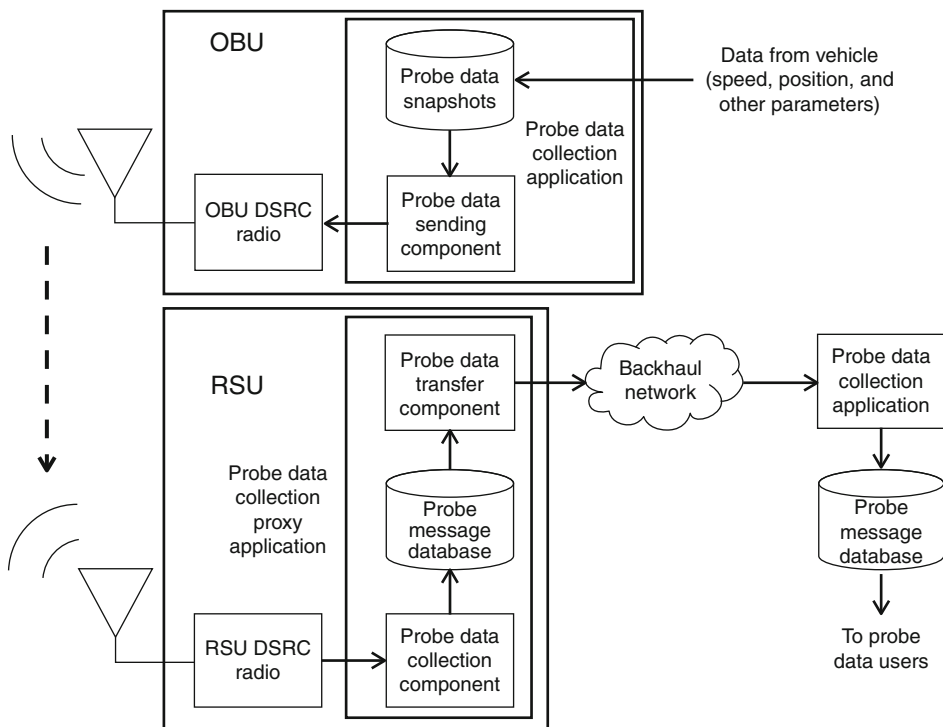 OBU
Probe data
snapshots
Data from vehicle
(speed, position, and
other parameters)
Probe data
collection
application
OBU DSRC
radio
Probe data
sending
component
RSU
Probe data
transfer
component
Backhaul
network
Probe data
collection
application
Probe data
collection
proxy
application
Probe
message
database
Probe
message
database
RSU DSRC
radio
Probe data
collection
component
To probe
data users